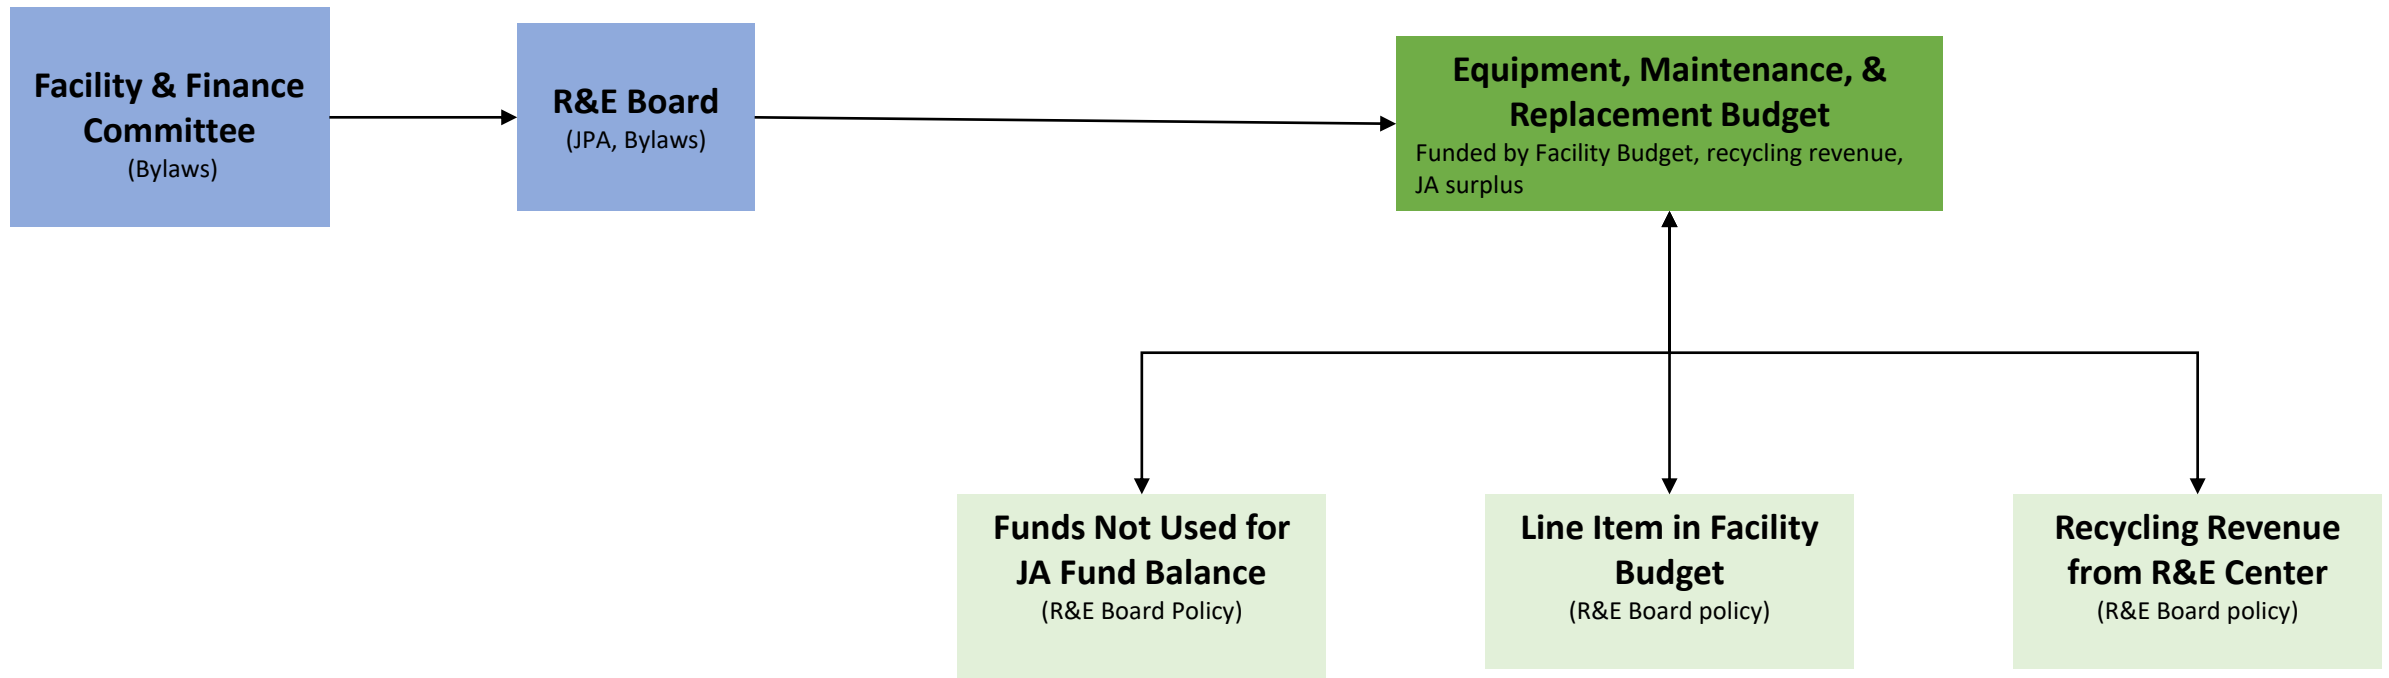 Facility & Finance
Committee
(Bylaws)
R&E Board
(JPA, Bylaws)
Equipment, Maintenance, &
Replacement Budget
Funded by Facility Budget, recycling revenue,
JA surplus
Funds Not Used for
JA Fund Balance
(R&E Board Policy)
Line Item in Facility
Budget
(R&E Board policy)
Recycling Revenue
from R&E Center
(R&E Board policy)